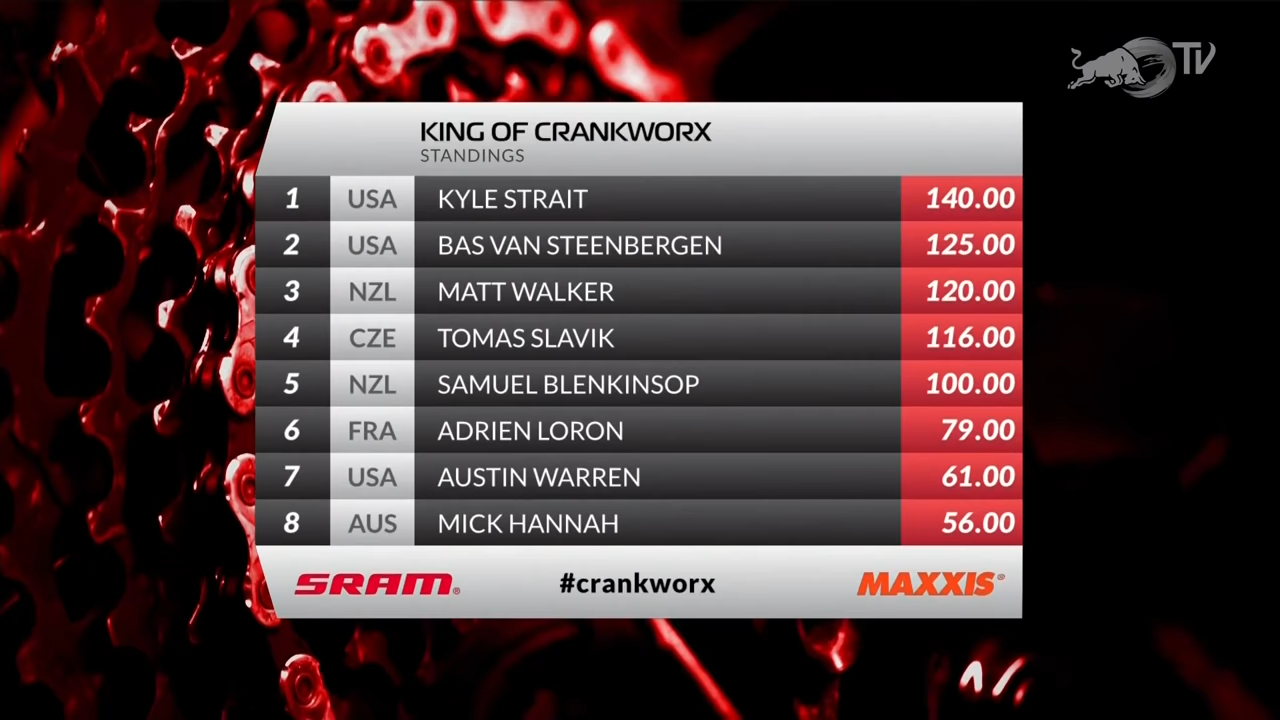 TV
KING OF CRANKWORX
STANDINGS
1 USA KYLE STRAIT 140.00
2 USA BAS VAN STEENBERGEN 125.00
3 NZL MATT WALKER 120.00
4 CZE TOMAS SLAVIK 116.00
5 NZL SAMUEL BLENKINSOP 100.00
6 FRA ADRIEN LORON 79.00
7 USA AUSTIN WARREN 61.00
8 AUS MICK HANNAH 56.00
SRAM® #crankworx MAXXIS®